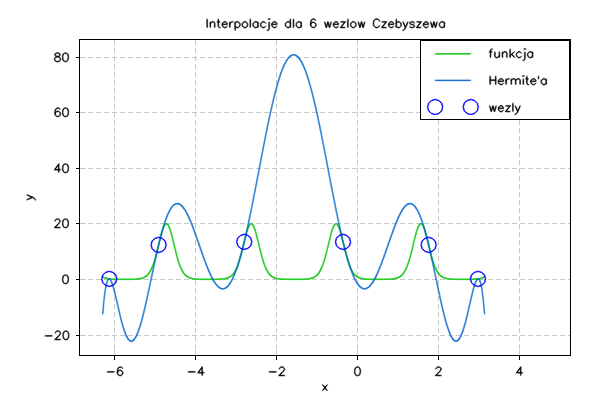 Interpolacje dla 6 wezlow Czebyszewa
funkcja
Hermite'a
wezly
80
60
40
20
0
−20
y
−6 −4 −2 0 2 4
x